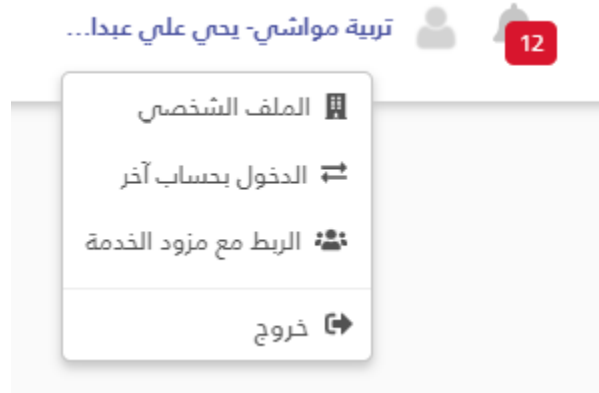 12
تربية مواشي- يحي علي عبدا...
الملف الشخصي
الدخول بحساب آخر
الربط مع مزود الخدمة
خروج